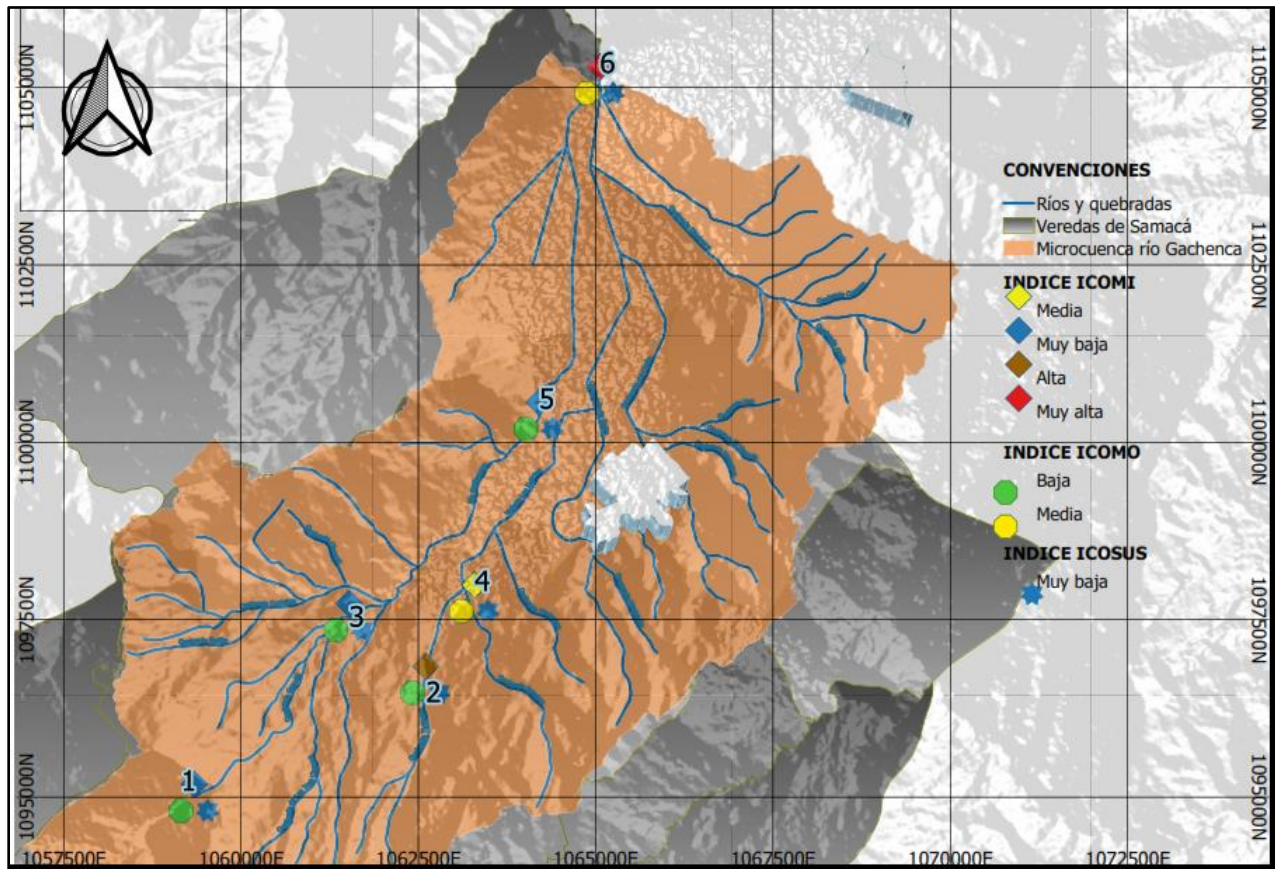 6
1105000N
1105000N
CONVENCIONES
Ríos y quebradas
Veredas de Samacá
Microcuenca río Gachenca
1102500N
1102500N
INDICE ICOMI
Media
Muy baja
Alta
Muy alta
5
1100000N
1100000N
INDICE ICOMO
Baja
Media
INDICE ICOSUS
Muy baja
4
3
1097500N
1097500N
2
1
1095000N
1095000N
1057500E
1060000E
1062500E
1065000E
1067500E
1070000E
1072500E